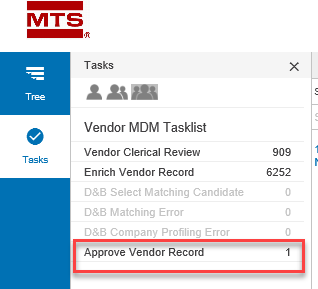 MTS
®
Tasks
Tree
Vendor MDM Tasklist
Tasks
Vendor Clerical Review 909
Enrich Vendor Record 6252
D&B Select Matching Candidate 0
D&B Matching Error 0
D&B Company Profiling Error 0
Approve Vendor Record 1